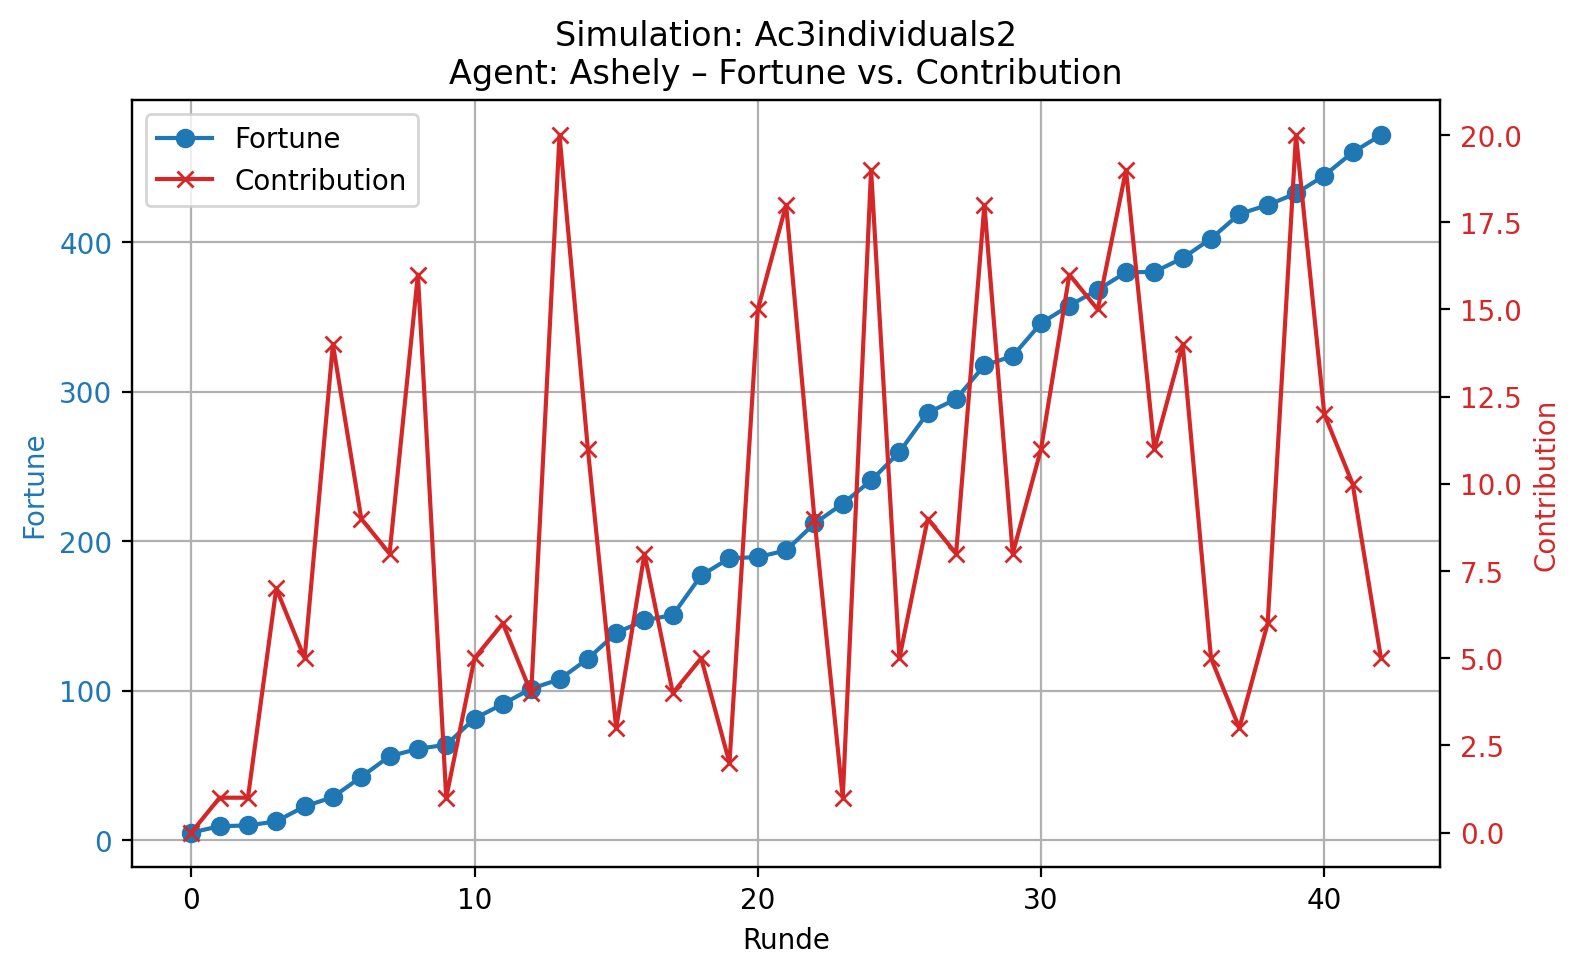 Simulation: Ac3individuals2
Agent: Ashely – Fortune vs. Contribution
Fortune
Contribution
400
300
200
100
0
Fortune
20.0
17.5
15.0
12.5
10.0
7.5
5.0
2.5
0.0
Contribution
0 10 20 30 40
Runde